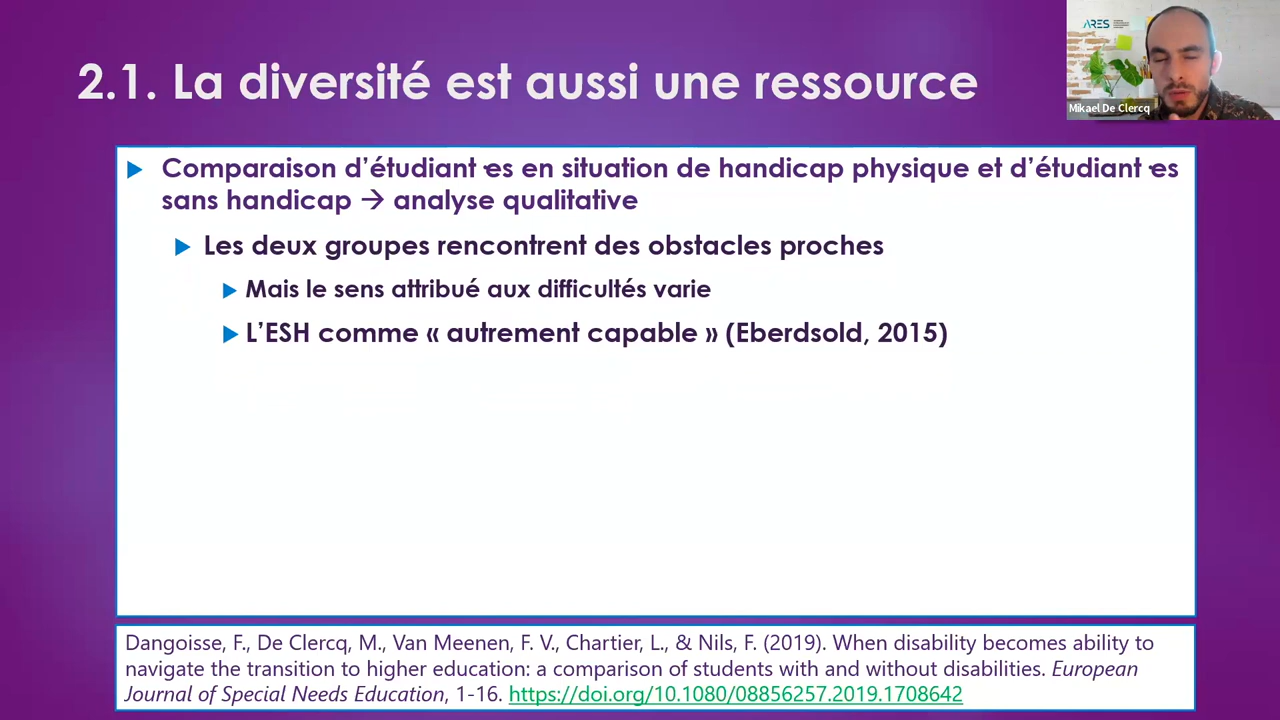 2.1. La diversité est aussi une ressource
ARES
Mikael De Clercq
Comparaison d’étudiant·es en situation de handicap physique et d’étudiant·es
sans handicap → analyse qualitative
Les deux groupes rencontrent des obstacles proches
Mais le sens attribué aux difficultés varie
L’ESH comme « autrement capable » (Eberdsold, 2015)
Dangoisse, F., De Clercq, M., Van Meenen, F. V., Chartier, L., & Nils, F. (2019). When disability becomes ability to
navigate the transition to higher education: a comparison of students with and without disabilities. European
Journal of Special Needs Education, 1-16. https://doi.org/10.1080/08856257.2019.1708642